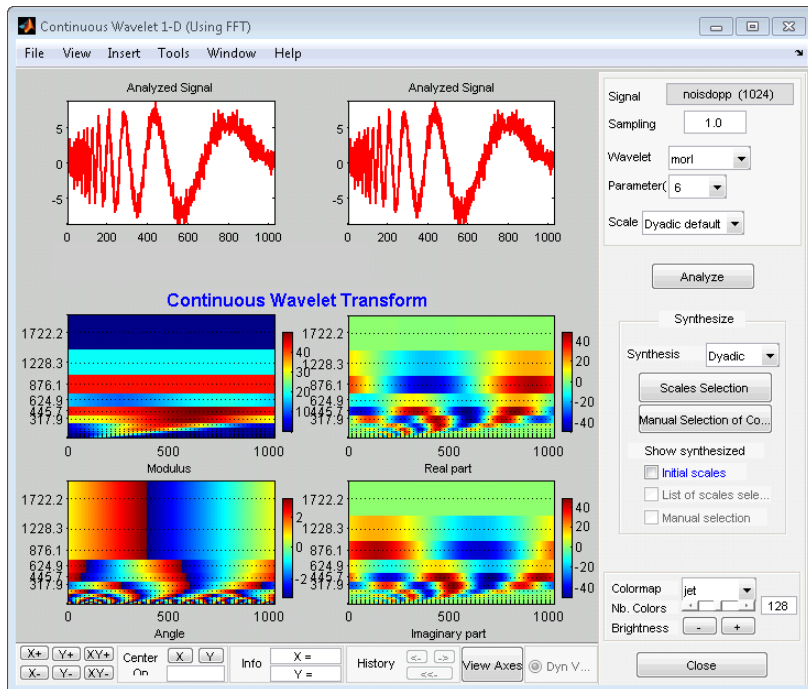 Continuous Wavelet 1-D (Using FFT)
File View Insert Tools Window Help
Analyzed Signal
5
0
-5
0 200 400 600 800 1000
Analyzed Signal
5
0
-5
0 200 400 600 800 1000
Continuous Wavelet Transform
1722.2
1228.3
876.1
624.9
445.7
317.9
0 500 1000
Modulus
40
30
20
10
1722.2
1228.3
876.1
624.9
445.7
317.9
0 500 1000
Real part
40
20
0
-20
-40
1722.2
1228.3
876.1
624.9
445.7
317.9
0 500 1000
Angle
2
0
-2
1722.2
1228.3
876.1
624.9
445.7
317.9
0 500 1000
Imaginary part
40
20
0
-20
-40
Signal noisdopp (1024)
Sampling 1.0
Wavelet morl
Parameter( 6
Scale Dyadic default
Analyze
Synthesize
Synthesis Dyadic
Scales Selection
Manual Selection of Co...
Show synthesized
Initial scales
List of scales sele...
Manual selection
Colormap jet
Nb. Colors 128
Brightness - +
Close
X+ Y+ XY+
X- Y- XY-
Center X Y
On
Info X =
Y =
History <- ->
<<-
View Axes
Dyn V...